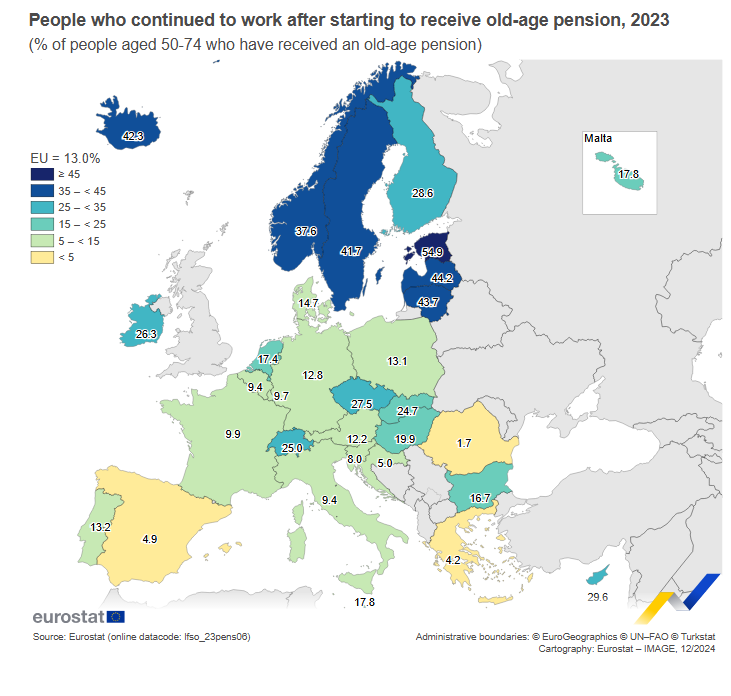 People who continued to work after starting to receive old-age pension, 2023
(% of people aged 50-74 who have received an old-age pension)
42.3
Malta
17.8
EU = 13.0%
≥ 45
35 – < 45
25 – < 35
15 – < 25
5 – < 15
< 5
28.6
37.6
41.7
54.9
44.2
43.7
14.7
26.3
17.4
13.1
12.8
9.4
9.7
27.5
24.7
9.9
12.2
19.9
1.7
25.0
8.0
5.0
9.4
16.7
13.2
4.9
4.2
29.6
17.8
eurostat
Source: Eurostat (online datacode: lfso_23pens06)
Administrative boundaries: © EuroGeographics © UN–FAO © Turkstat
Cartography: Eurostat – IMAGE, 12/2024